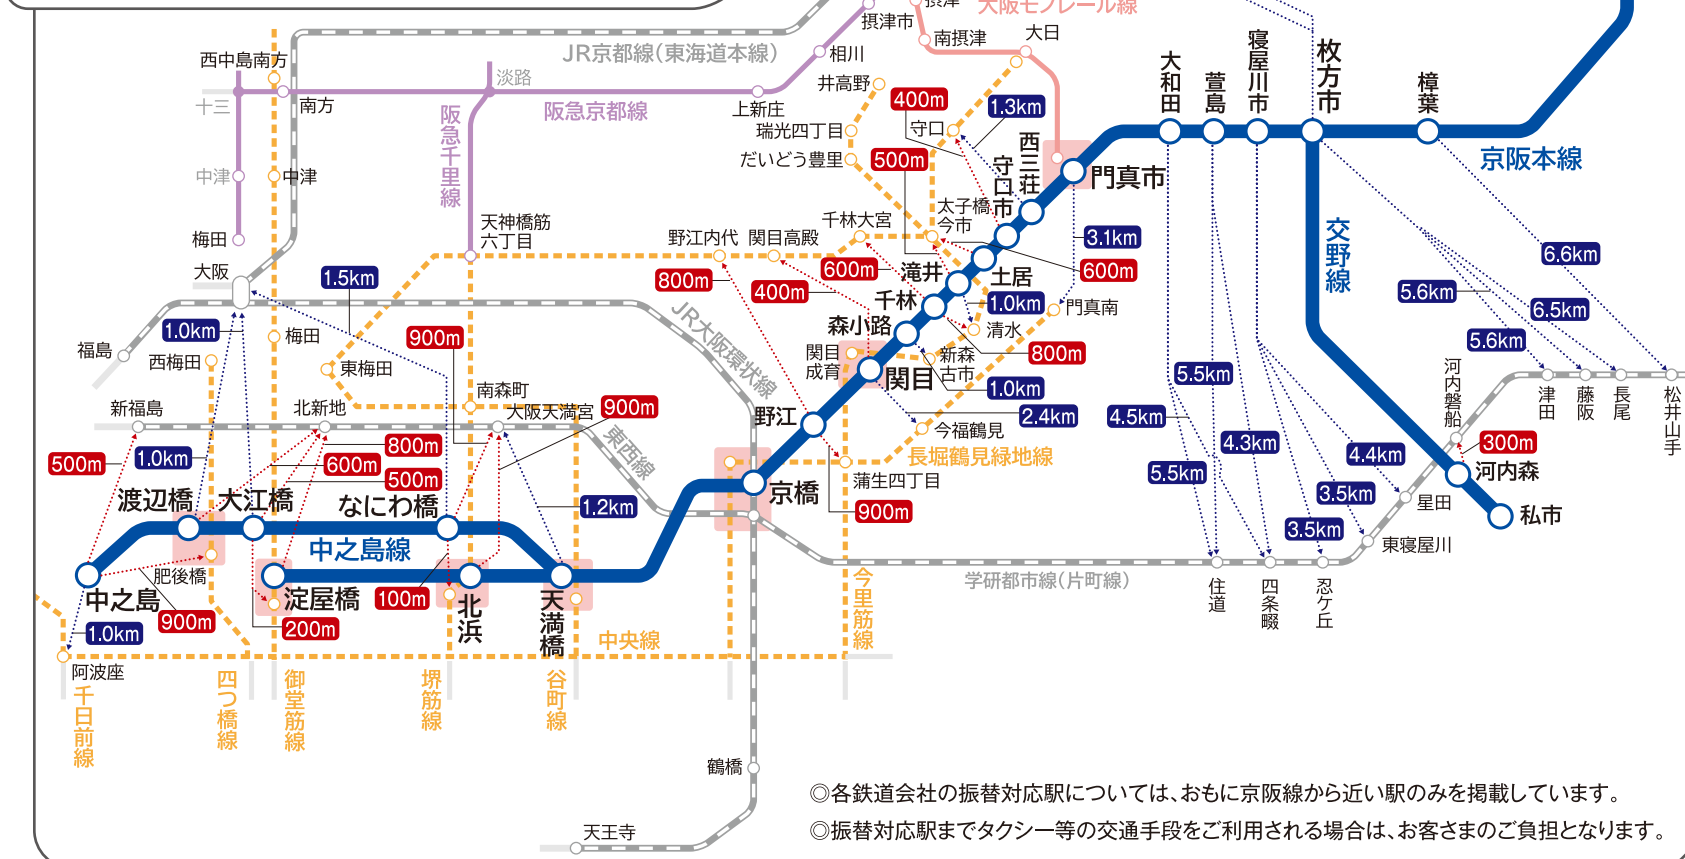 摂津
大阪モノレール線
摂津市
南摂津
大日
JR京都線(東海道本線)
相川
西中島南方
淡路
井高野
十三
南方
阪急京都線
上新庄
400m
1.3km
大和田
萱島
寝屋川市
枚方市
樟葉
阪急千里線
瑞光四丁目
守口
だいどう豊里
500m
西三荘
守口市
門真市
京阪本線
中津
中津
梅田
天神橋筋
六丁目
野江内代
関目高殿
千林大宮
太子橋
今市
3.1km
交野線
6.6km
大阪
1.5km
800m
400m
600m
滝井
土居
600m
千林
1.0km
門真南
5.6km
6.5km
福島
1.0km
梅田
900m
JR大阪環状線
森小路
清水
5.6km
西梅田
東梅田
関目
成育
関目
新森
古市
800m
1.0km
5.5km
河内磐船
津田
藤阪
長尾
松井山手
新福島
北新地
南森町
大阪天満宮
900m
野江
2.4km
4.5km
今福鶴見
500m
1.0km
800m
600m
500m
東西線
長堀鶴見緑地線
蒲生四丁目
4.3km
4.4km
300m
5.5km
3.5km
河内森
渡辺橋
大江橋
なにわ橋
1.2km
京橋
900m
星田
私市
3.5km
東寝屋川
中之島線
肥後橋
学研都市線(片町線)
住道
四条畷
忍ケ丘
中之島
900m
淀屋橋
200m
100m
北浜
天満橋
今里筋線
1.0km
中央線
阿波座
千日前線
四つ橋線
御堂筋線
堺筋線
谷町線
鶴橋
天王寺
◎各鉄道会社の振替対応駅については、おもに京阪線から近い駅のみを掲載しています。
◎振替対応駅までタクシー等の交通手段をご利用される場合は、お客さまのご負担となります。